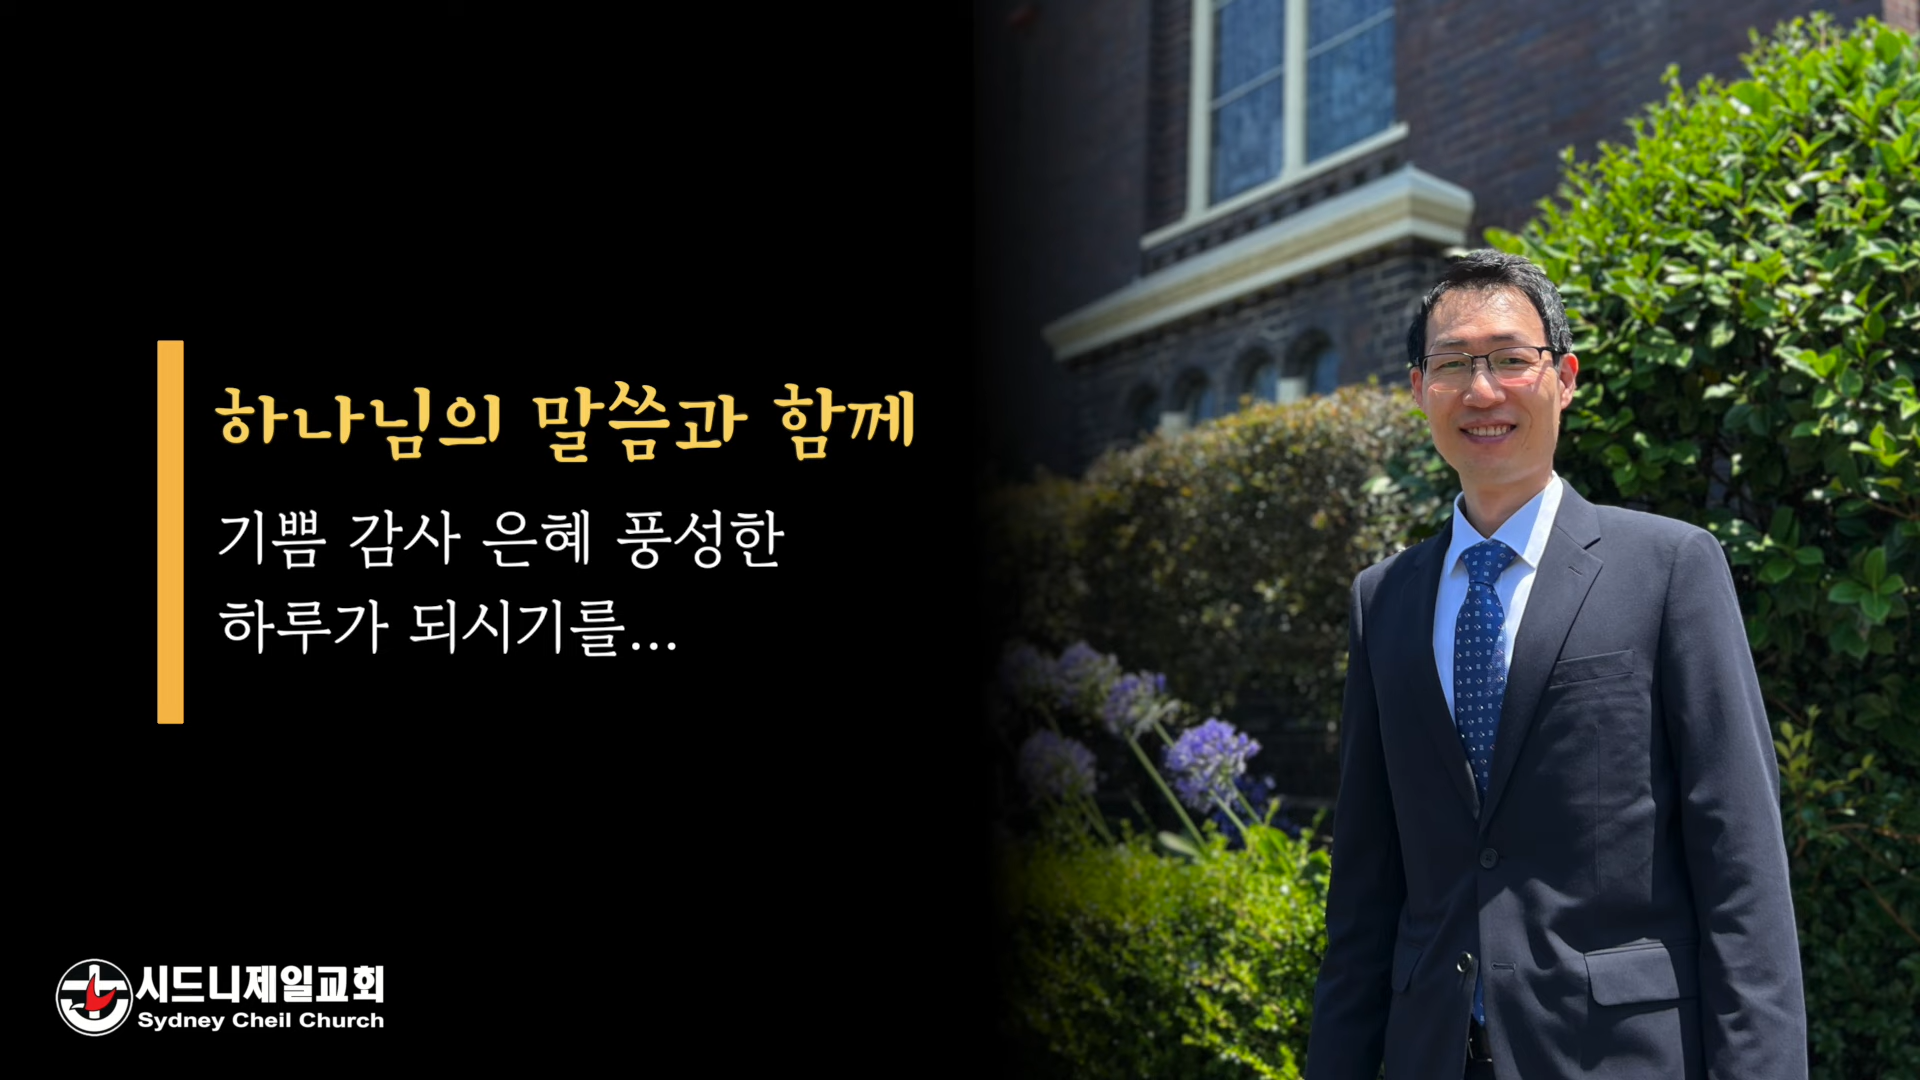 하나님의 말씀과 함께
기쁨 감사 은혜 풍성한
하루가 되시기를...
시드니제일교회
Sydney Cheil Church